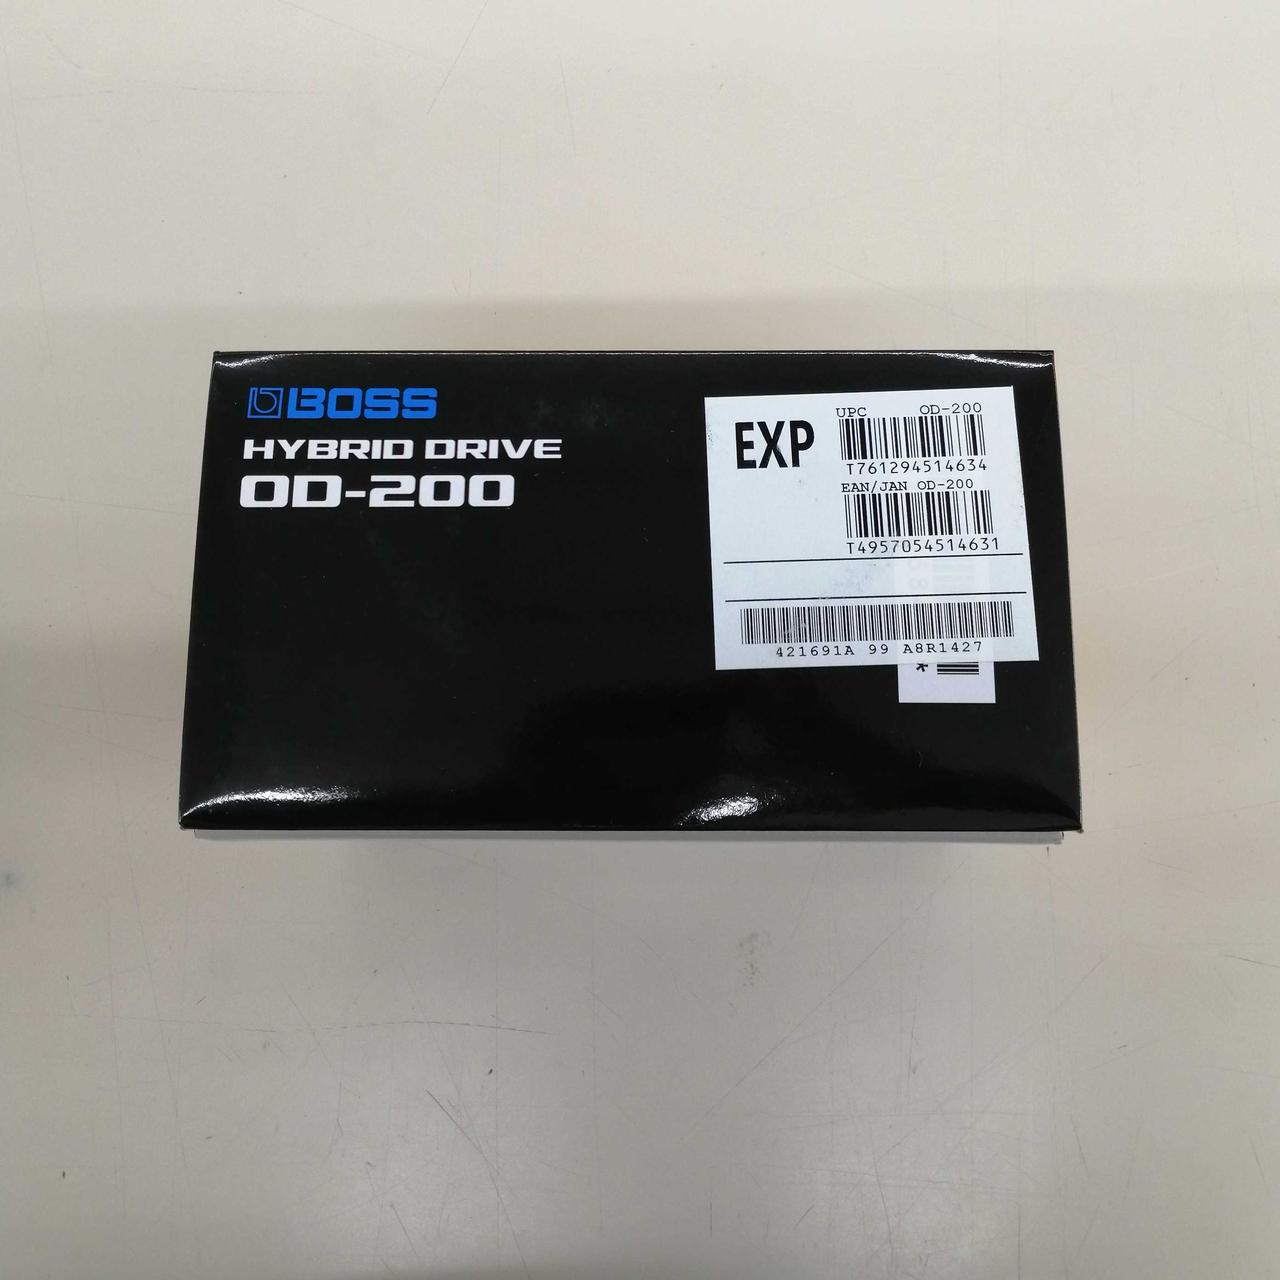 BOSS
HYBRID DRIVE
OD-200
EXP
UPC OD-200
T761294514634
EAN/JAN OD-200
T4957054514631
421691A 99 A8R1427
*